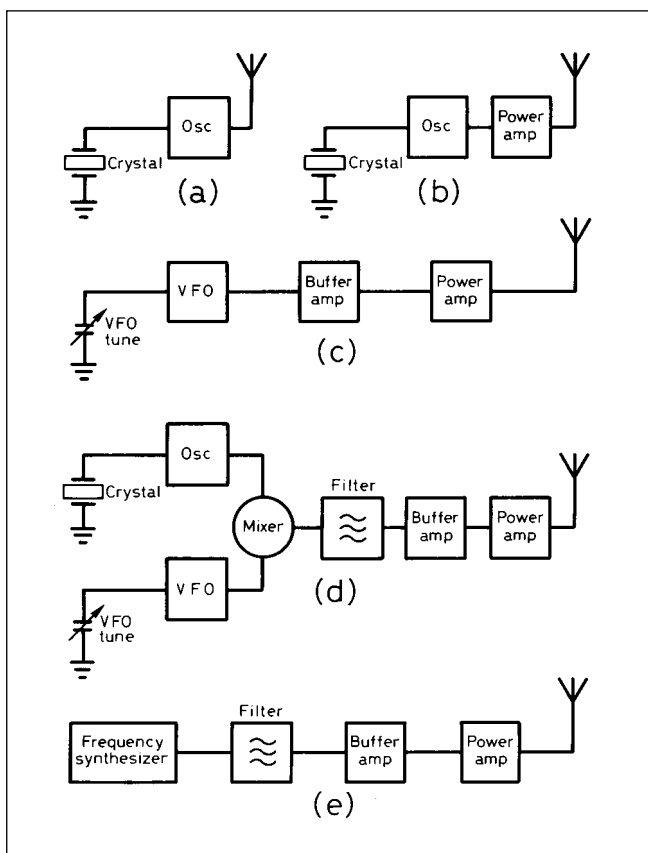 Osc
Crystal
(a)
Osc
Power
amp
Crystal
(b)
VFO
Buffer
amp
Power
amp
VFO
tune
(c)
Osc
Crystal
Mixer
Filter
Buffer
amp
Power
amp
VFO
VFO
tune
(d)
Frequency
synthesizer
Filter
Buffer
amp
Power
amp
(e)